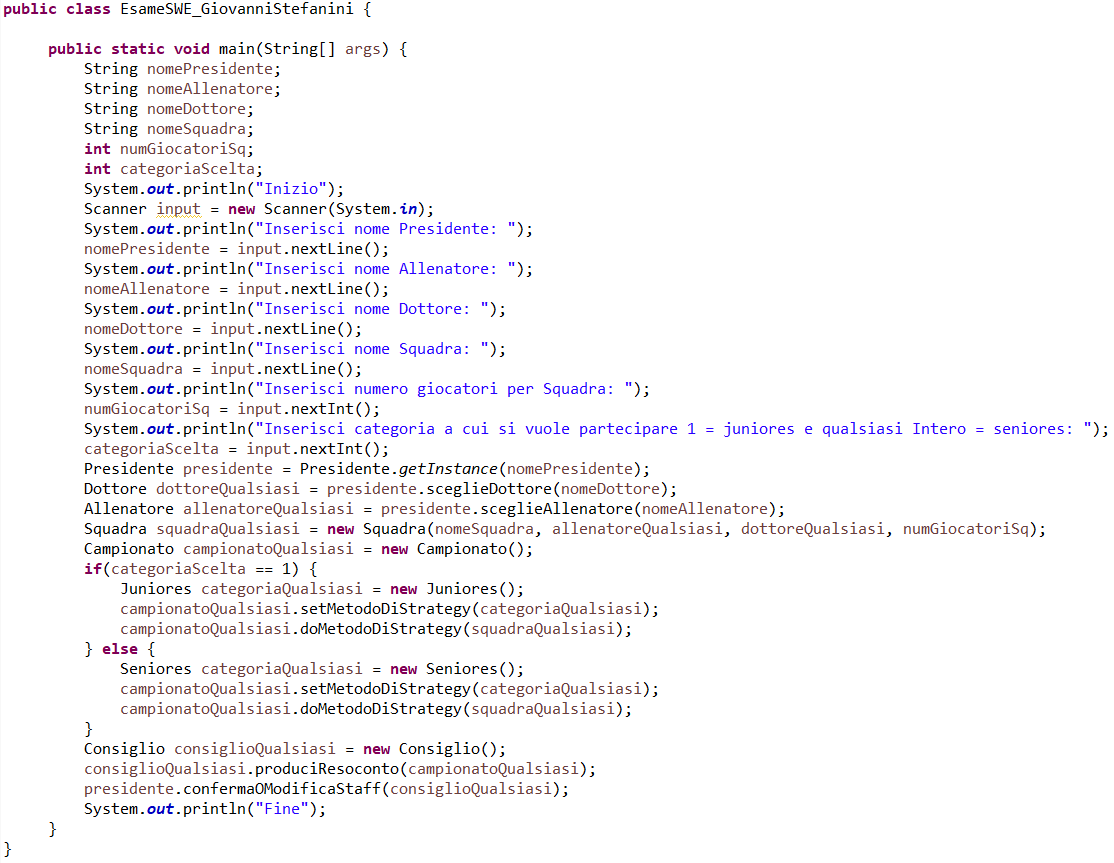 public class EsameSWE_GiovanniStefanini {
public static void main(String[] args) {
String nomePresidente;
String nomeAllenatore;
String nomeDottore;
String nomeSquadra;
int numGiocatoriSq;
int categoriaScelta;
System.out.println("Inizio");
Scanner input = new Scanner(System.in);
System.out.println("Inserisci nome Presidente: ");
nomePresidente = input.nextLine();
System.out.println("Inserisci nome Allenatore: ");
nomeAllenatore = input.nextLine();
System.out.println("Inserisci nome Dottore: ");
nomeDottore = input.nextLine();
System.out.println("Inserisci nome Squadra: ");
nomeSquadra = input.nextLine();
System.out.println("Inserisci numero giocatori per Squadra: ");
numGiocatoriSq = input.nextInt();
System.out.println("Inserisci categoria a cui si vuole partecipare 1 = juniores e qualsiasi Intero = seniores: ");
categoriaScelta = input.nextInt();
Presidente presidente = Presidente.getInstance(nomePresidente);
Dottore dottoreQualsiasi = presidente.sceglieDottore(nomeDottore);
Allenatore allenatoreQualsiasi = presidente.sceglieAllenatore(nomeAllenatore);
Squadra squadraQualsiasi = new Squadra(nomeSquadra, allenatoreQualsiasi, dottoreQualsiasi, numGiocatoriSq);
Campionato campionatoQualsiasi = new Campionato();
if(categoriaScelta == 1) {
Juniores categoriaQualsiasi = new Juniores();
campionatoQualsiasi.setMetodoDiStrategy(categoriaQualsiasi);
campionatoQualsiasi.doMetodoDiStrategy(squadraQualsiasi);
} else {
Seniores categoriaQualsiasi = new Seniores();
campionatoQualsiasi.setMetodoDiStrategy(categoriaQualsiasi);
campionatoQualsiasi.doMetodoDiStrategy(squadraQualsiasi);
}
Consiglio consiglioQualsiasi = new Consiglio();
consiglioQualsiasi.produciResoconto(campionatoQualsiasi);
presidente.confermaOModificaStaff(consiglioQualsiasi);
System.out.println("Fine");
}
}